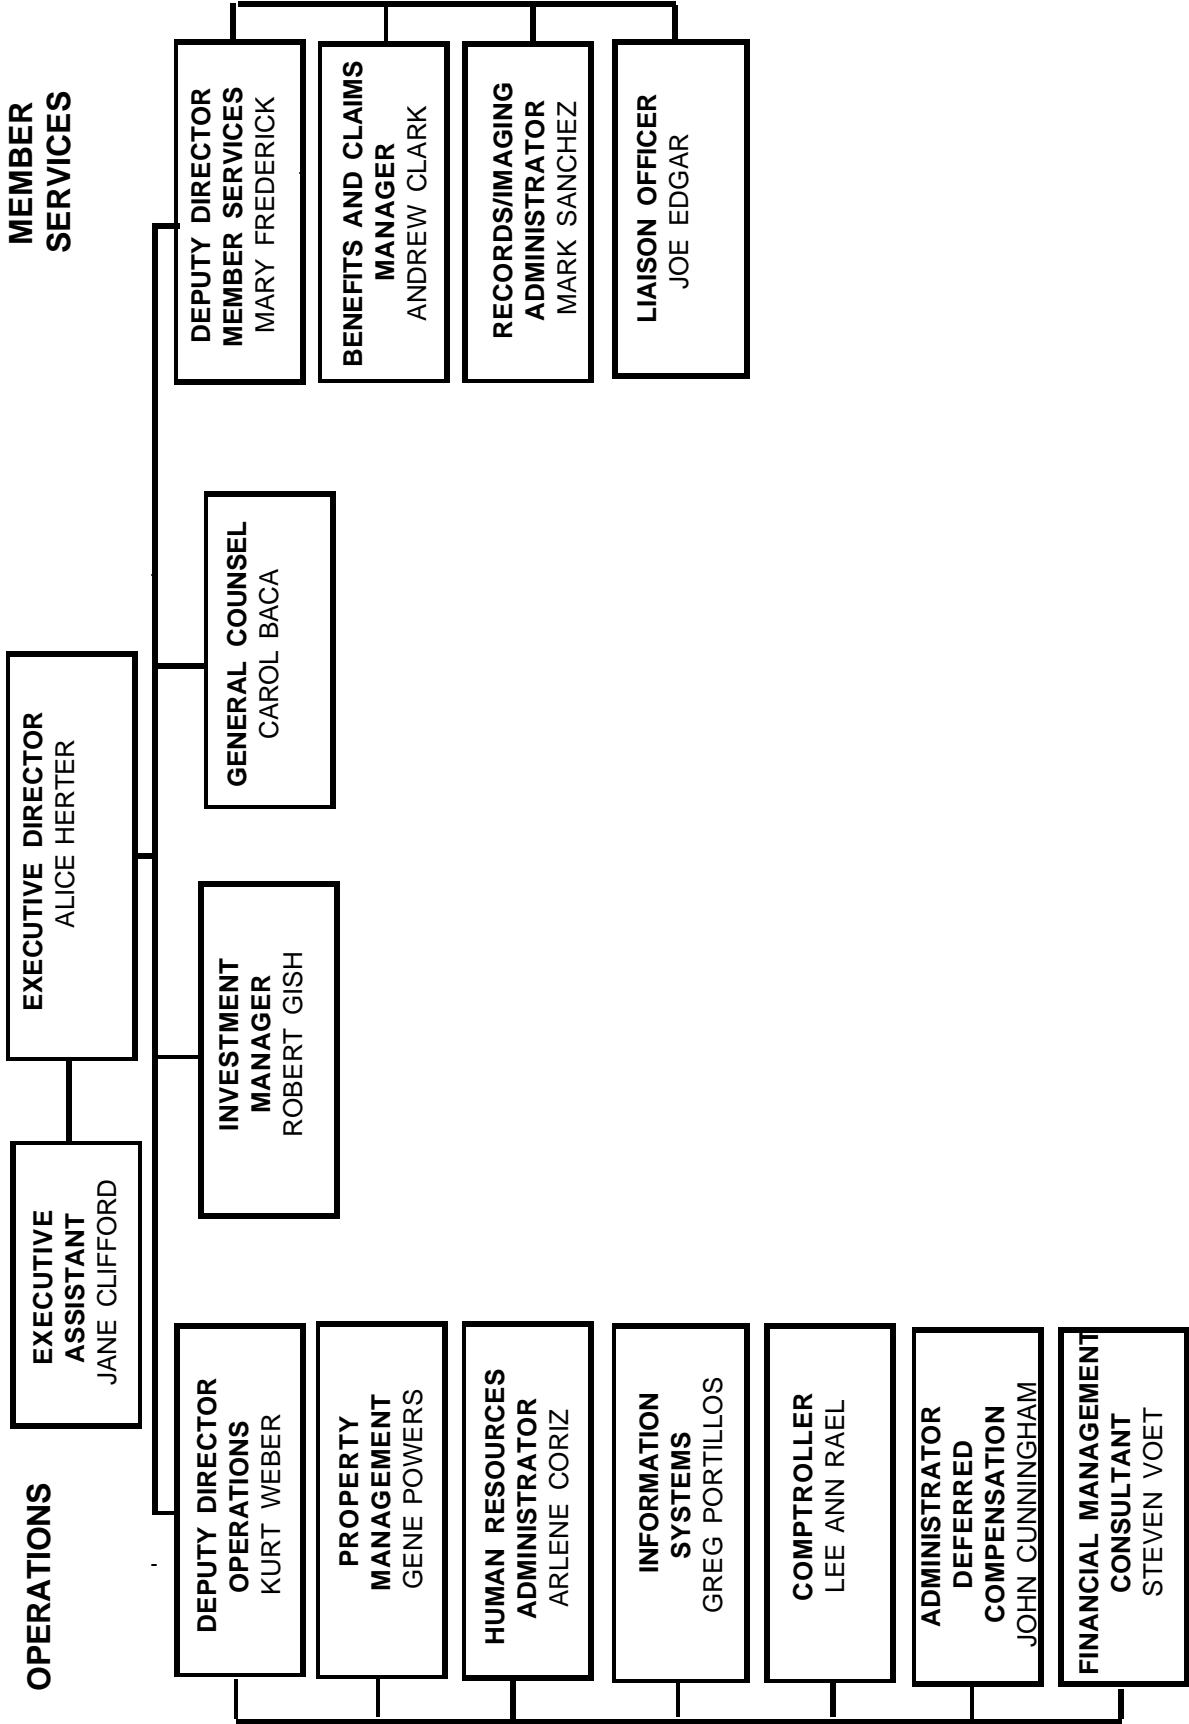 OPERATIONS
MEMBER
SERVICES
EXECUTIVE
ASSISTANT
JANE CLIFFORD
EXECUTIVE DIRECTOR
ALICE HERTER
DEPUTY DIRECTOR
OPERATIONS
KURT WEBER
INVESTMENT
MANAGER
ROBERT GISH
GENERAL COUNSEL
CAROL BACA
DEPUTY DIRECTOR
MEMBER SERVICES
MARY FREDERICK
PROPERTY
MANAGEMENT
GENE POWERS
HUMAN RESOURCES
ADMINISTRATOR
ARLENE CORIZ
INFORMATION
SYSTEMS
GREG PORTILLOS
COMPTROLLER
LEE ANN RAEL
ADMINISTRATOR
DEFERRED
COMPENSATION
JOHN CUNNINGHAM
FINANCIAL MANAGEMENT
CONSULTANT
STEVEN VOET
BENEFITS AND CLAIMS
MANAGER
ANDREW CLARK
RECORDS/IMAGING
ADMINISTRATOR
MARK SANCHEZ
LIAISON OFFICER
JOE EDGAR